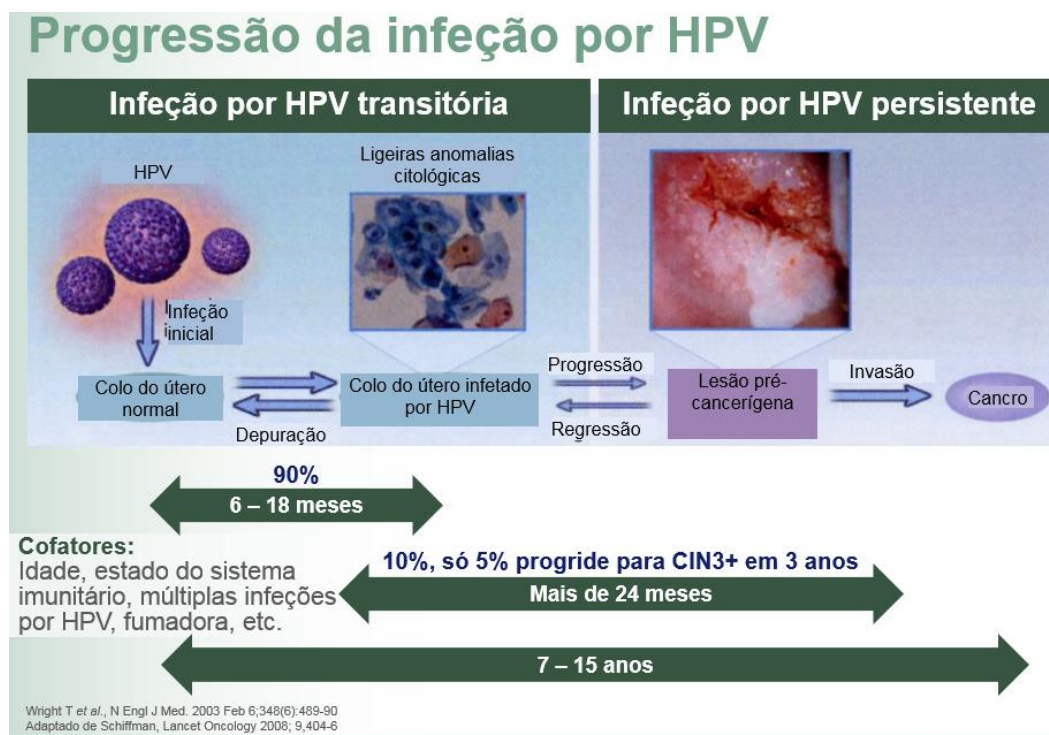 Progressão da infeção por HPV
Infeção por HPV transitória
Infeção por HPV persistente
HPV
Ligeiras anomalias
citológicas
Infeção
inicial
Colo do útero
normal
Depuração
Colo do útero infetado
por HPV
Progressão
Regressão
Lesão pré-
cancerígena
Invasão
Cancro
90%
6 – 18 meses
Cofatores:
Idade, estado do sistema
imunitário, múltiplas infeções
por HPV, fumadora, etc.
10%, só 5% progride para CIN3+ em 3 anos
Mais de 24 meses
7 – 15 anos
Wright T et al., N Engl J Med. 2003 Feb 6;348(6):489-90
Adaptado de Schiffman, Lancet Oncology 2008; 9,404-6